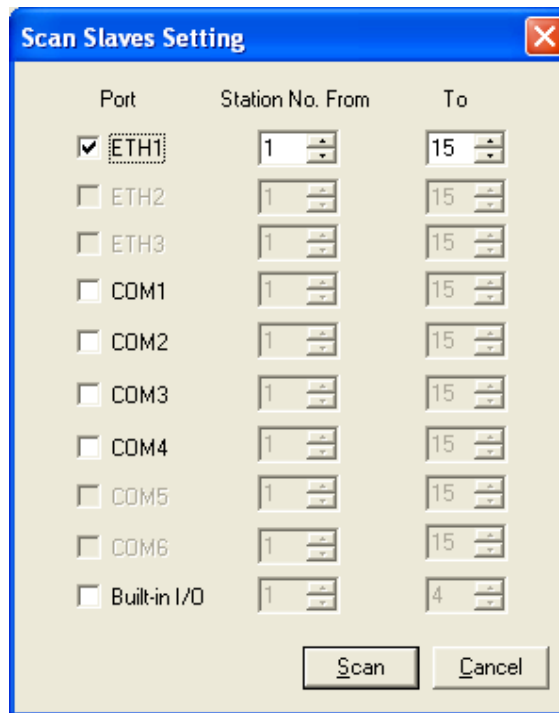 Scan Slaves Setting
Port Station No. From To
ETH1 1 15
ETH2 1 15
ETH3 1 15
COM1 1 15
COM2 1 15
COM3 1 15
COM4 1 15
COM5 1 15
COM6 1 15
Built-in I/O 1 4
Scan Cancel